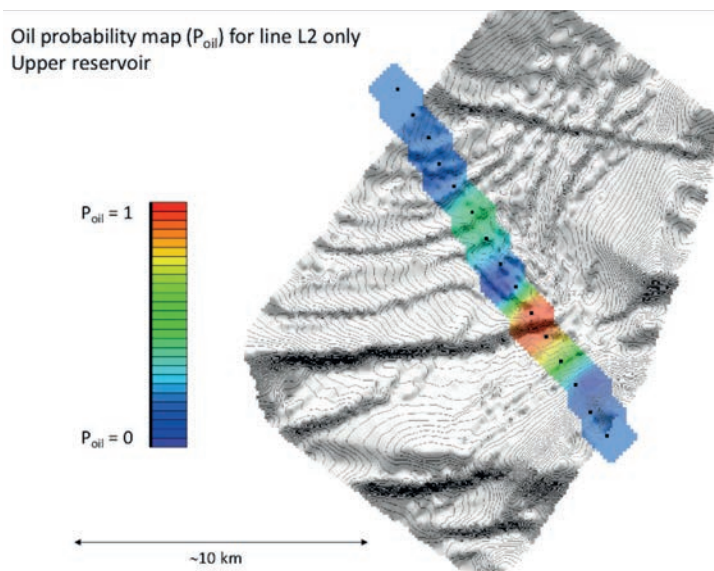 Oil probability map (Poil) for line L2 only
Upper reservoir
Poil = 1
Poil = 0
~10 km